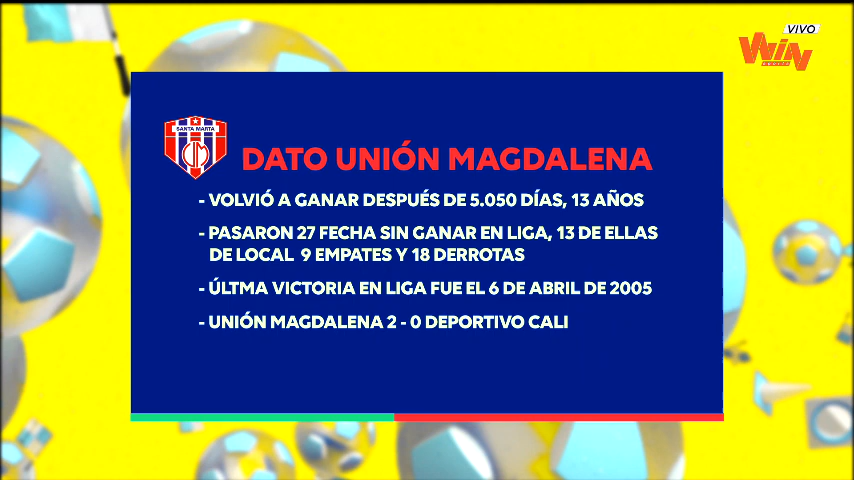 VIVO
WIN
SPORTS
SANTA MARTA
UM
DATO UNIÓN MAGDALENA
- VOLVIÓ A GANAR DESPUÉS DE 5.050 DÍAS, 13 AÑOS
- PASARON 27 FECHA SIN GANAR EN LIGA, 13 DE ELLAS
DE LOCAL 9 EMPATES Y 18 DERROTAS
- ÚLTMA VICTORIA EN LIGA FUE EL 6 DE ABRIL DE 2005
- UNIÓN MAGDALENA 2 - 0 DEPORTIVO CALI